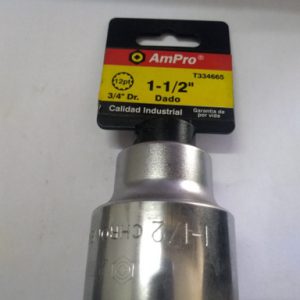 AmPro
T334665
12pt
1-1/2"
3/4" Dr.
Dado
Calidad Industrial
Garantía de
por vida
1-1/2 CHRO